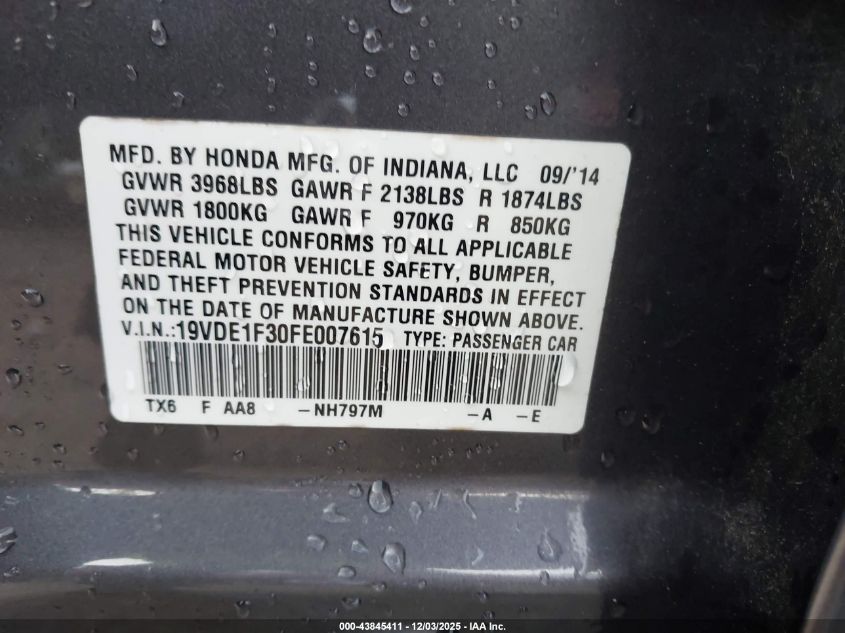 MFD. BY HONDA MFG. OF INDIANA, LLC 09/'14
GVWR 3968LBS GAWR F 2138LBS R 1874LBS
GVWR 1800KG GAWR F 970KG R 850KG
THIS VEHICLE CONFORMS TO ALL APPLICABLE
FEDERAL MOTOR VEHICLE SAFETY, BUMPER,
AND THEFT PREVENTION STANDARDS IN EFFECT
ON THE DATE OF MANUFACTURE SHOWN ABOVE.
V.I.N.:19VDE1F30FE007615 TYPE: PASSENGER CAR
TX6 F AA8 -NH797M -A -E
000-43845411 - 12/03/2025 - IAA Inc.